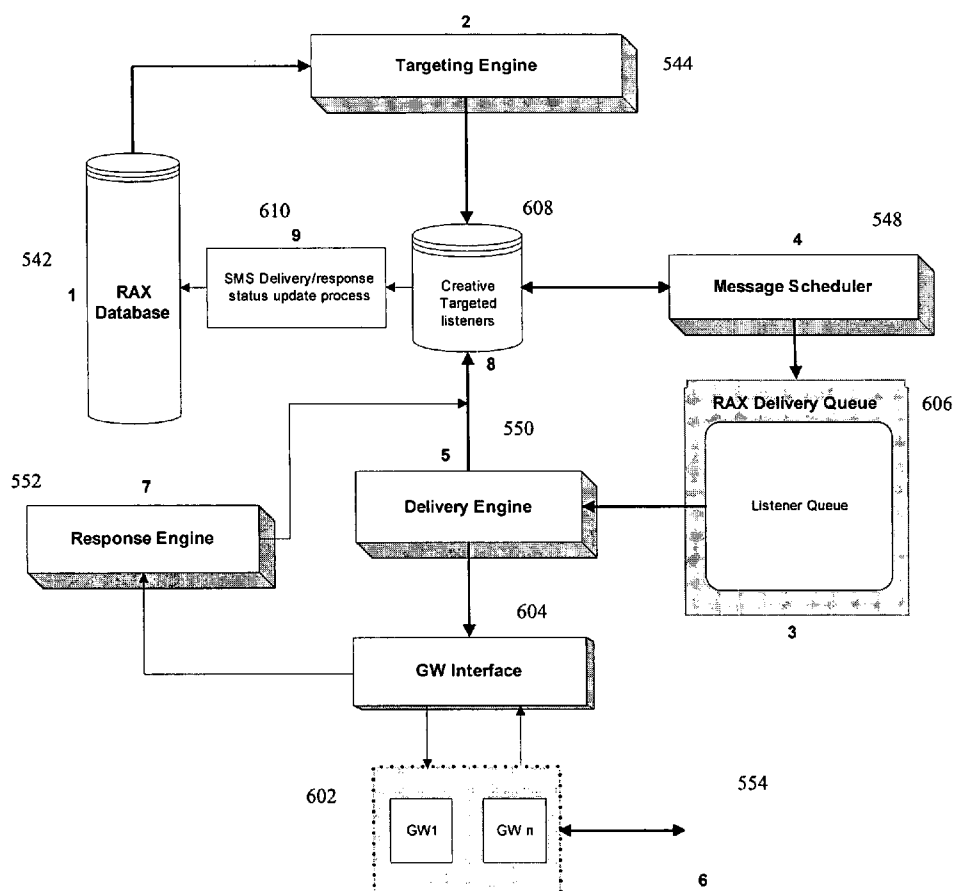 2
Targeting Engine
544
610
608
548
9
4
542
1
RAX
Database
SMS Delivery/response
status update process
Creative
Targeted
listeners
Message Scheduler
8
RAX Delivery Queue
606
550
5
552
7
Delivery Engine
Listener Queue
Response Engine
604
3
GW Interface
602
554
GW1
GW n
6